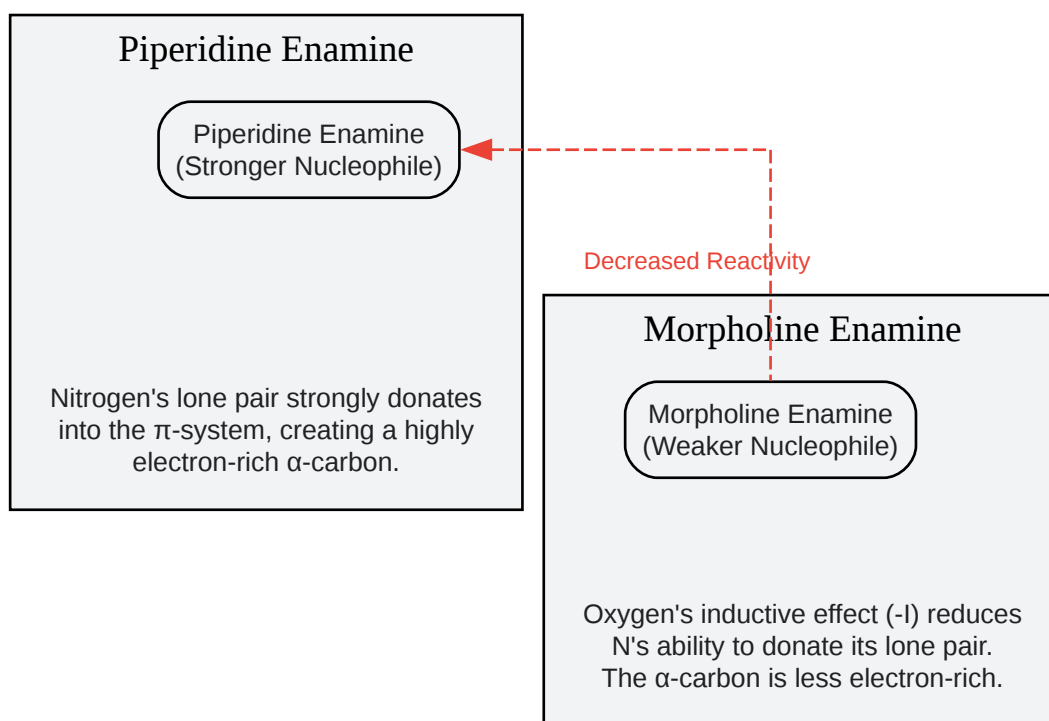 Piperidine Enamine
Piperidine Enamine
(Stronger Nucleophile)
Nitrogen's lone pair strongly donates
into the π-system, creating a highly
electron-rich α-carbon.
Decreased Reactivity
Morpholine Enamine
Morpholine Enamine
(Weaker Nucleophile)
Oxygen's inductive effect (-I) reduces
N's ability to donate its lone pair.
The α-carbon is less electron-rich.